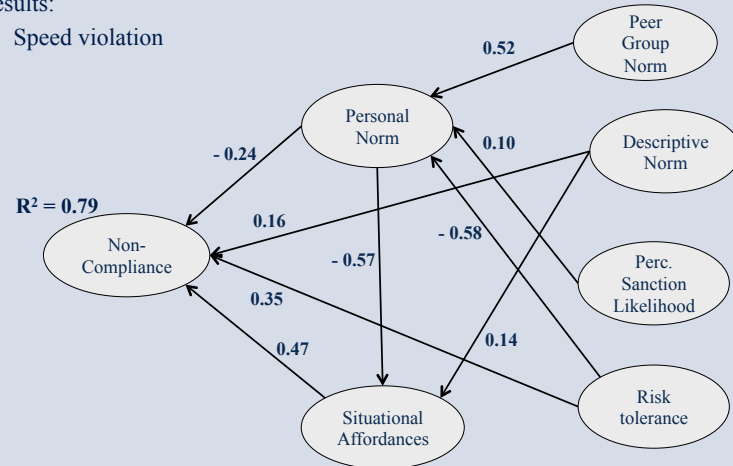 esults:
Speed violation
Peer
Group
Norm
0.52
Personal
Norm
0.10
Descriptive
Norm
- 0.24
R² = 0.79
0.16
Non-
Compliance
- 0.57
- 0.58
Perc.
Sanction
Likelihood
0.35
0.47
0.14
Situational
Affordances
Risk
tolerance